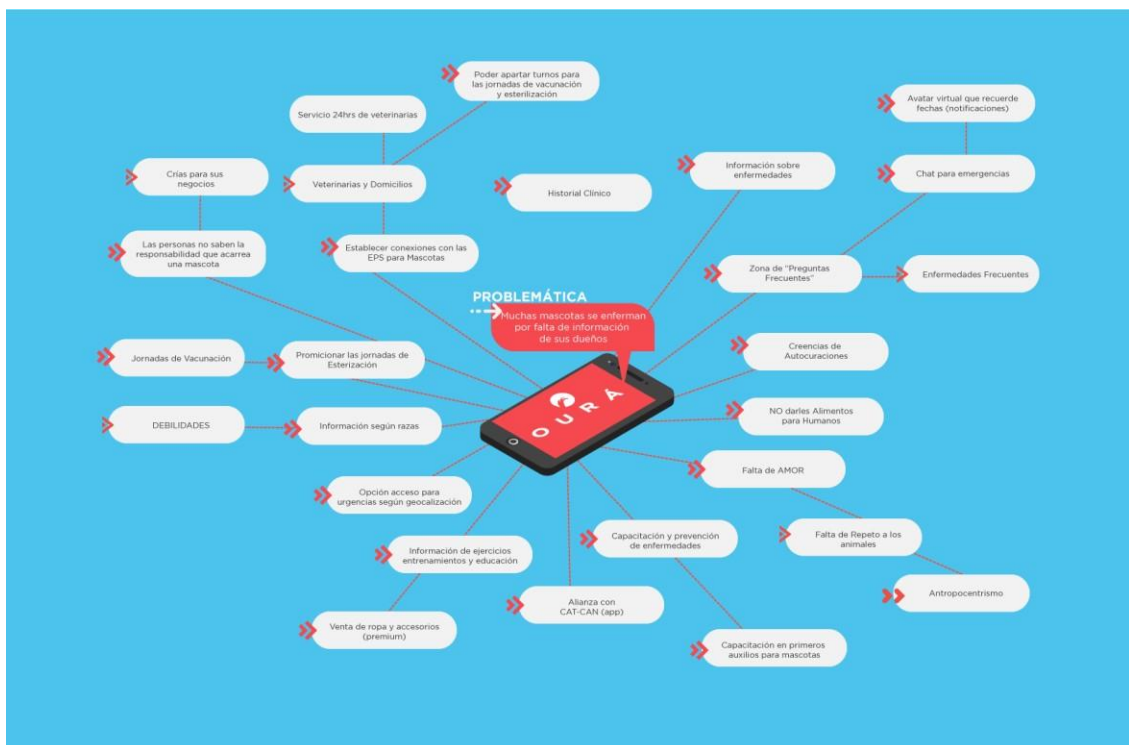 Poder apartar turnos para
las jornadas de vacunación
y esterilización
Servicio 24hrs de veterinarias
Avatar virtual que recuerde
fechas (notificaciones)
Crías para sus
negocios
Veterinarias y Domicilios
Historial Clínico
Información sobre
enfermedades
Chat para emergencias
Las personas no saben la
responsabilidad que acarrea
una mascota
Establecer conexiones con las
EPS para Mascotas
Zona de "Preguntas
Frecuentes"
Enfermedades Frecuentes
PROBLEMÁTICA
Muchas mascotas se enferman
por falta de información
de sus dueños
Jornadas de Vacunación
Promicionar las jornadas de
Esterización
Creencias de
Autocuraciones
OURÁ
DEBILIDADES
Información según razas
NO darles Alimentos
para Humanos
Falta de AMOR
Opción acceso para
urgencias según geocalización
Información de ejercicios
entrenamientos y educación
Capacitación y prevención
de enfermedades
Falta de Repeto a los
animales
Alianza con
CAT-CAN (app)
Antropocentrismo
Venta de ropa y accesorios
(premium)
Capacitación en primeros
auxilios para mascotas